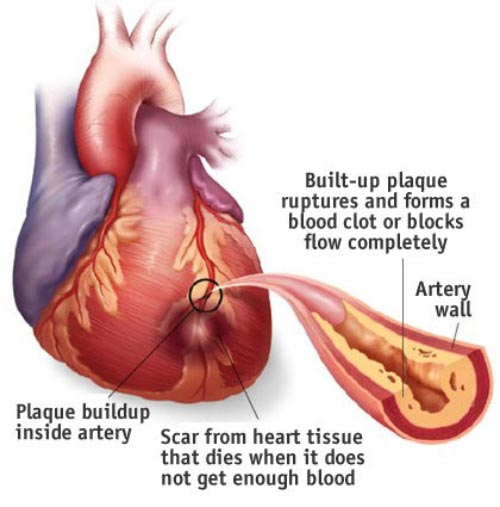 Built-up plaque
ruptures and forms a
blood clot or blocks
flow completely
Artery
wall
Plaque buildup
inside artery
Scar from heart tissue
that dies when it does
not get enough blood